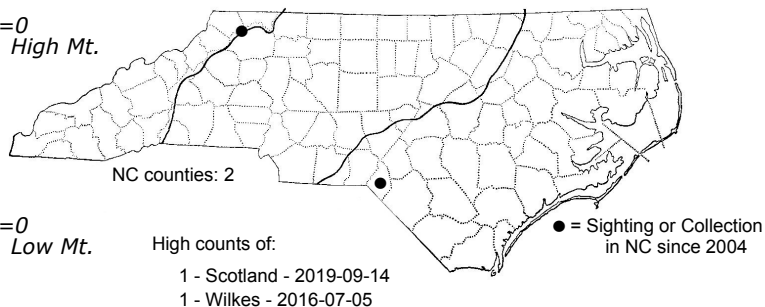 =0
High Mt.
NC counties: 2
=0
Low Mt.
High counts of:
1 - Scotland - 2019-09-14
1 - Wilkes - 2016-07-05
● = Sighting or Collection
in NC since 2004